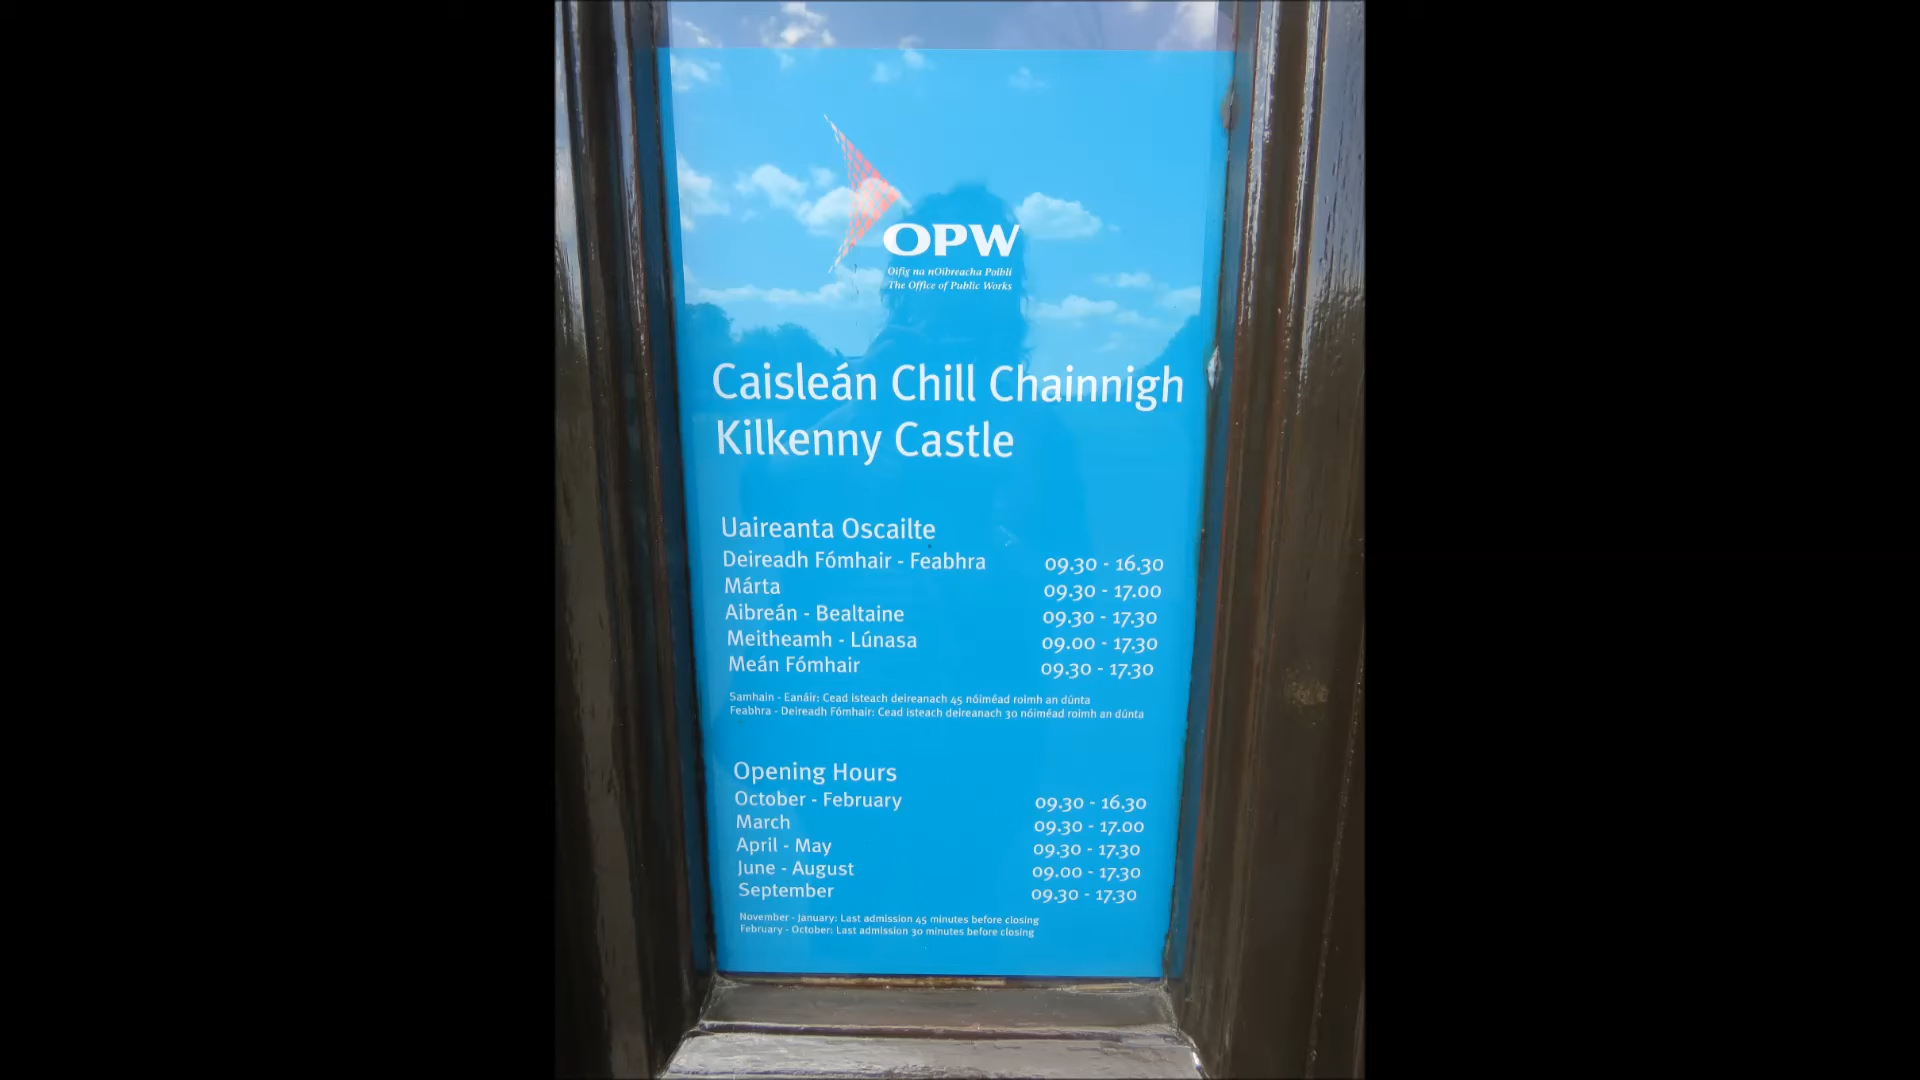 OPW
Oifig na nOibreacha Poiblí
The Office of Public Works
Caisleán Chill Chainnigh
Kilkenny Castle
Uaireanta Oscailte
Deireadh Fómhair - Feabhra 09.30 - 16.30
Márta 09.30 - 17.00
Aibreán - Bealtaine 09.30 - 17.30
Meitheamh - Lúnasa 09.00 - 17.30
Meán Fómhair 09.30 - 17.30
Samhain - Eanáir: Cead isteach deireanach 45 nóiméad roimh an dúnta
Feabhra - Deireadh Fómhair: Cead isteach deireanach 30 nóiméad roimh an dúnta
Opening Hours
October - February 09.30 - 16.30
March 09.30 - 17.00
April - May 09.30 - 17.30
June - August 09.00 - 17.30
September 09.30 - 17.30
November - January: Last admission 45 minutes before closing
February - October: Last admission 30 minutes before closing